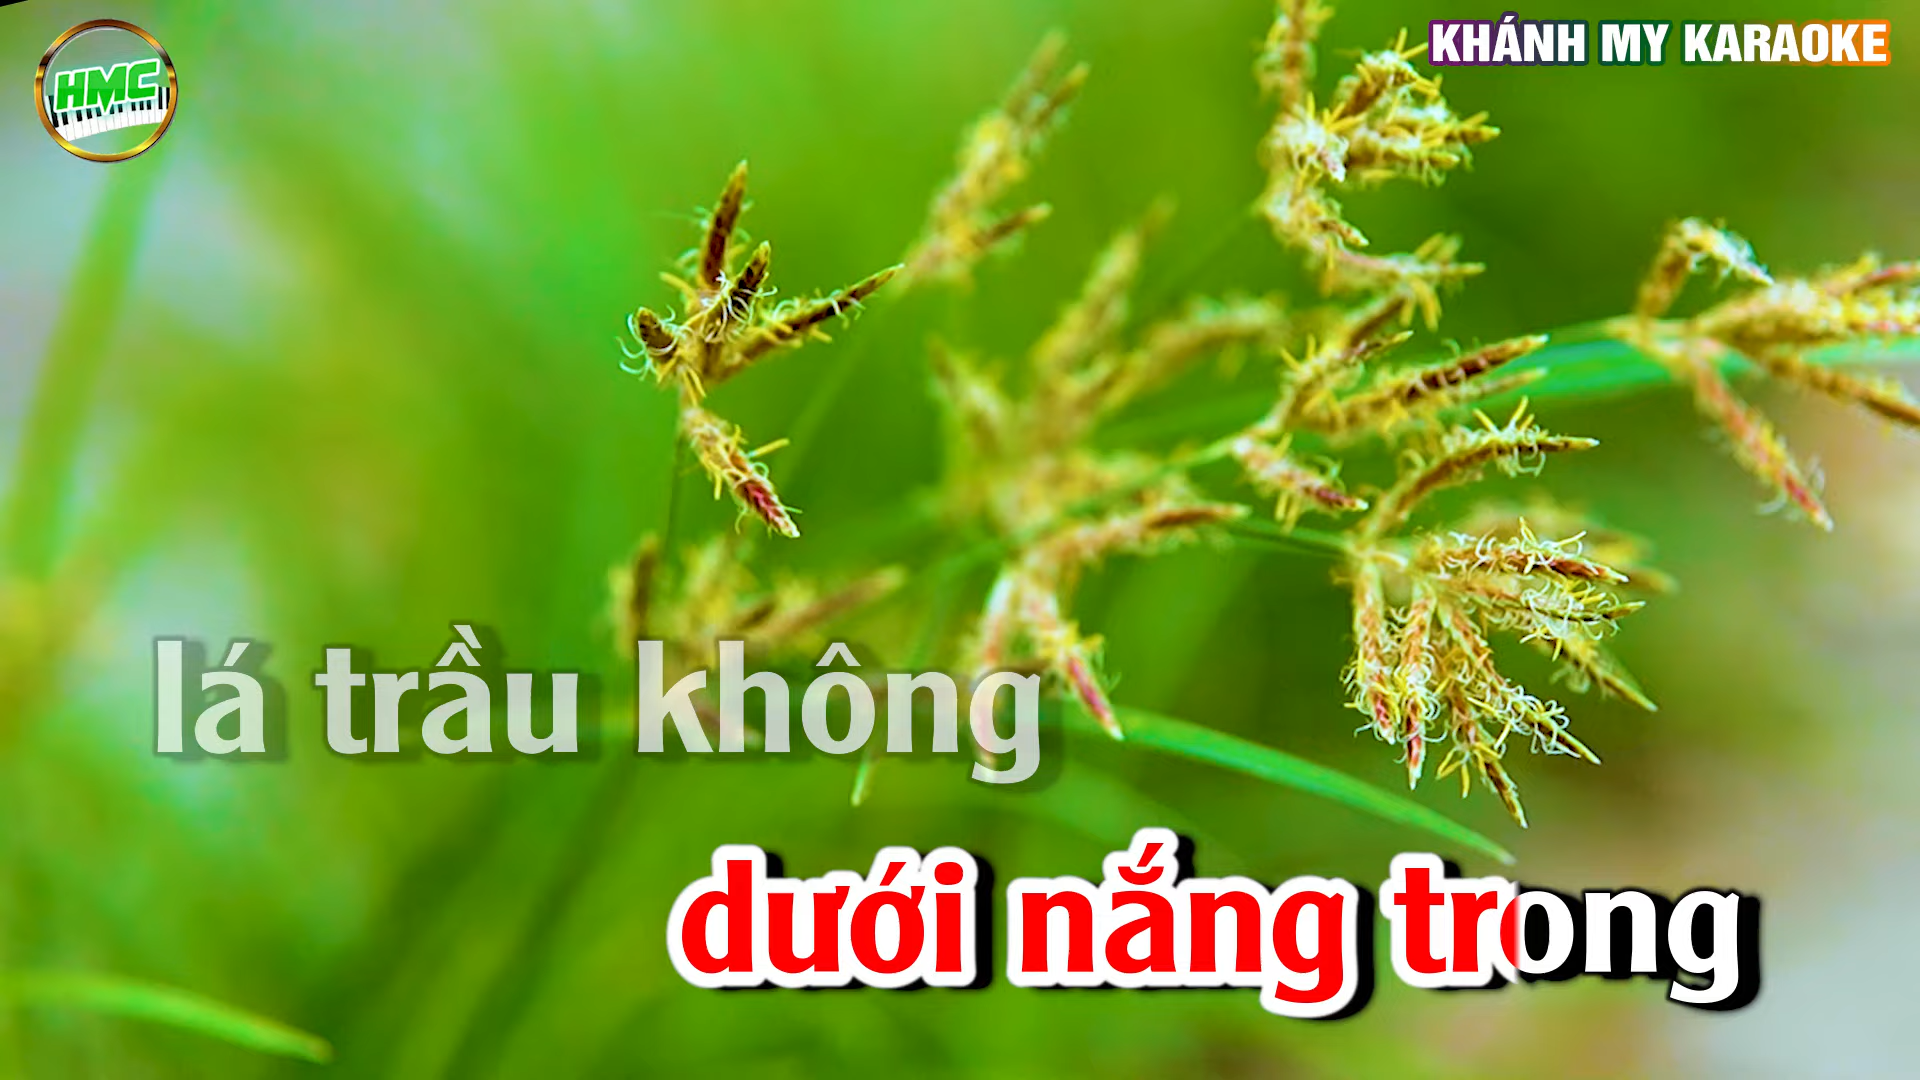 HMC
KHÁNH MY KARAOKE
lá trầu không
dưới nắng trong